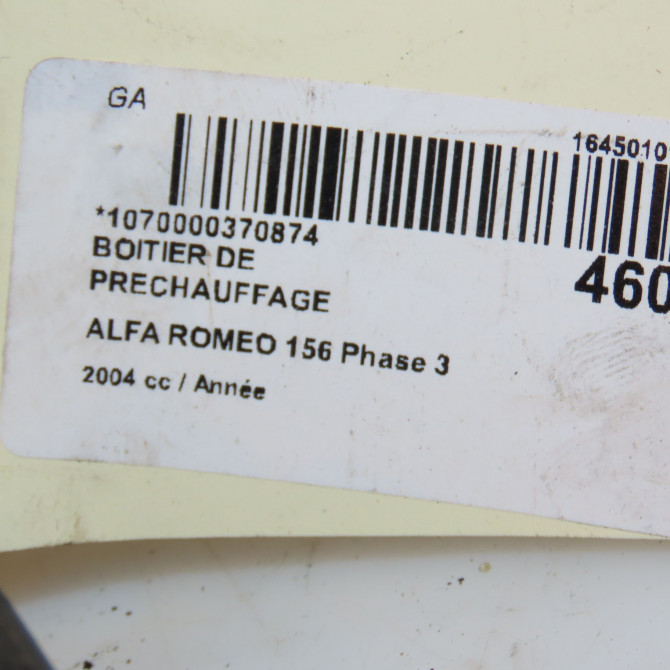 GA
1645010
*1070000370874
BOITIER DE
PRECHAUFFAGE
460
ALFA ROMEO 156 Phase 3
2004 cc / Année